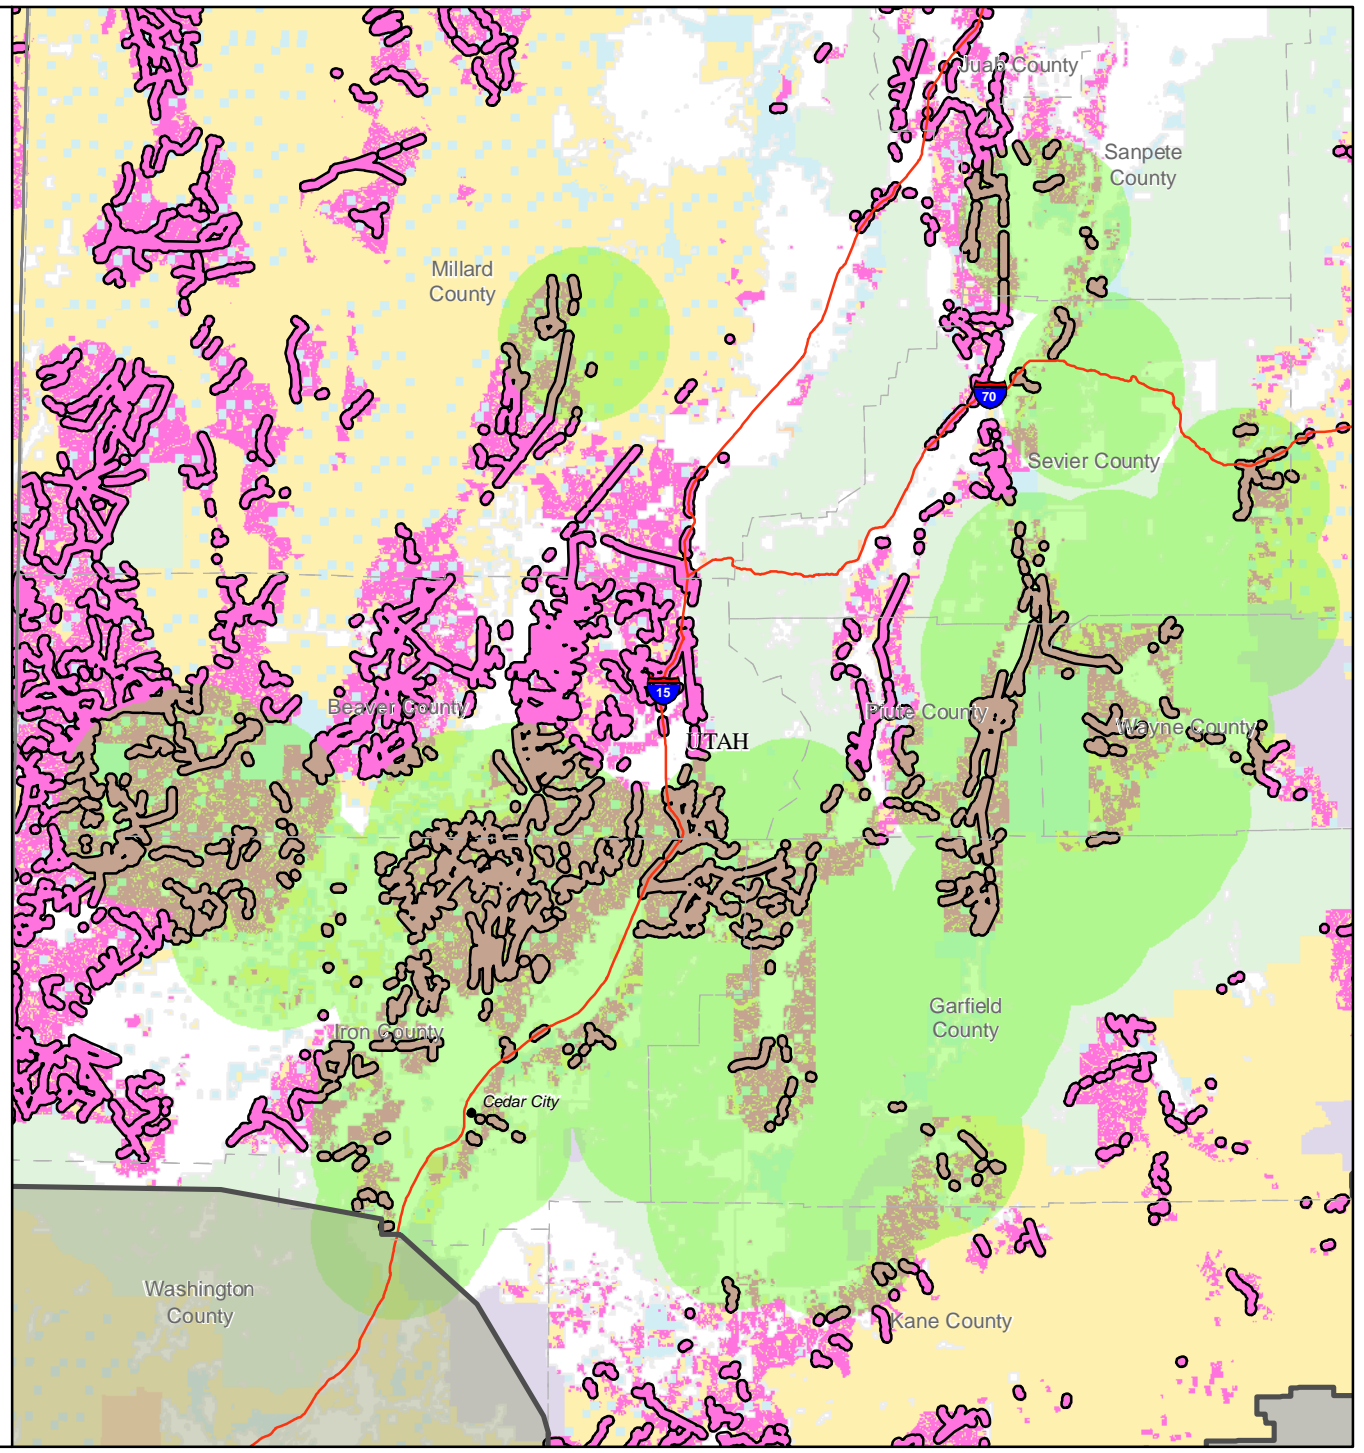 Juab County
Sanpete
County
Millard
County
70
Sevier County
15
Beaver County
Piute County
Wayne County
UTAH
Garfield
County
Iron County
Cedar City
Washington
County
Kane County